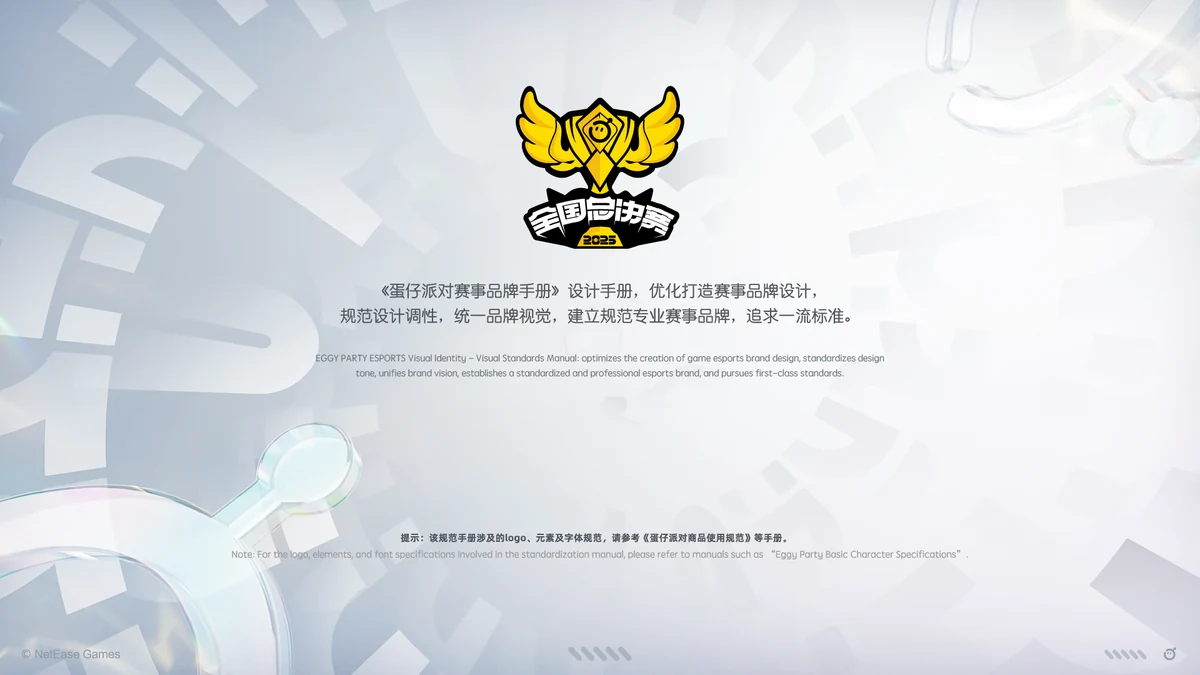 全国总决赛
2025
《蛋仔派对赛事品牌手册》设计手册，优化打造赛事品牌设计，
规范设计调性，统一品牌视觉，建立规范专业赛事品牌，追求一流标准。
EGGY PARTY ESPORTS Visual Identity - Visual Standards Manual: optimizes the creation of game esports brand design, standardizes design
tone, unifies brand vision, establishes a standardized and professional esports brand, and pursues first-class standards.
提示：该规范手册涉及的logo、元素及字体规范，请参考《蛋仔派对商品使用规范》等手册。
Note: For the logo, elements, and font specifications involved in the standardization manual, please refer to manuals such as “Eggy Party Basic Character Specifications”.
© NetEase Games